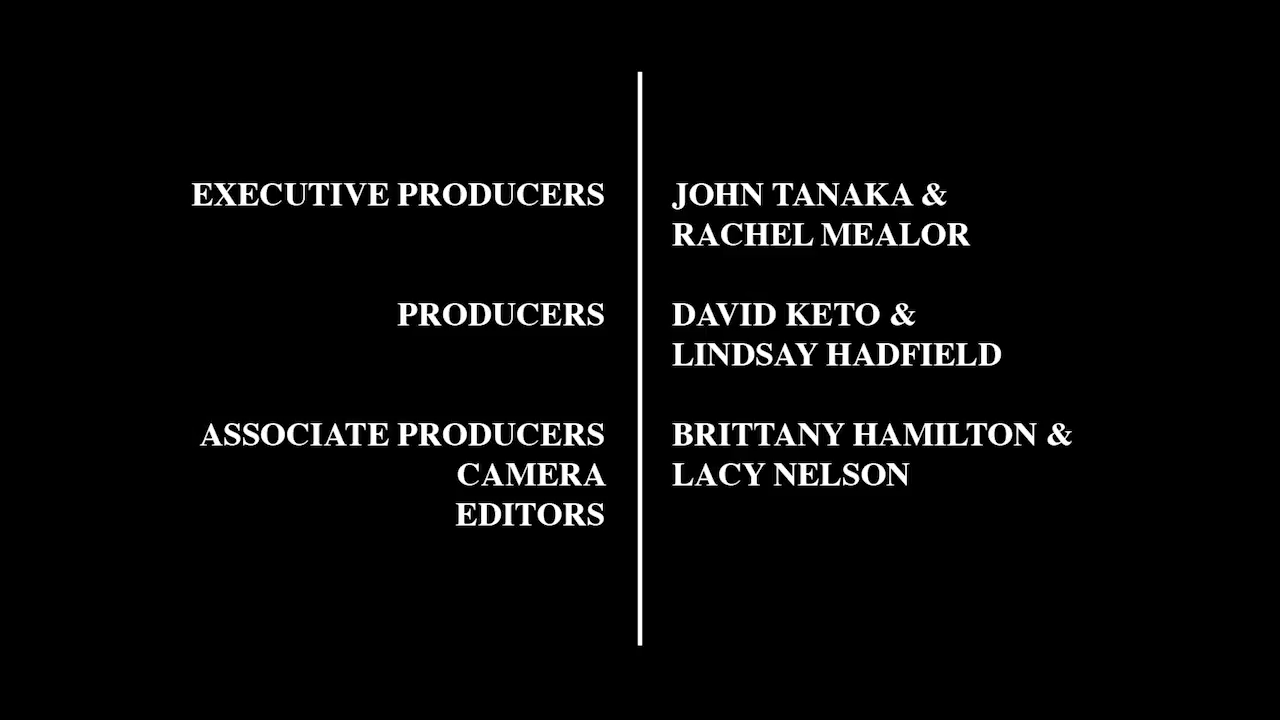 EXECUTIVE PRODUCERS
JOHN TANAKA &
RACHEL MEALOR
PRODUCERS
DAVID KETO &
LINDSAY HADFIELD
ASSOCIATE PRODUCERS
CAMERA
EDITORS
BRITTANY HAMILTON &
LACY NELSON